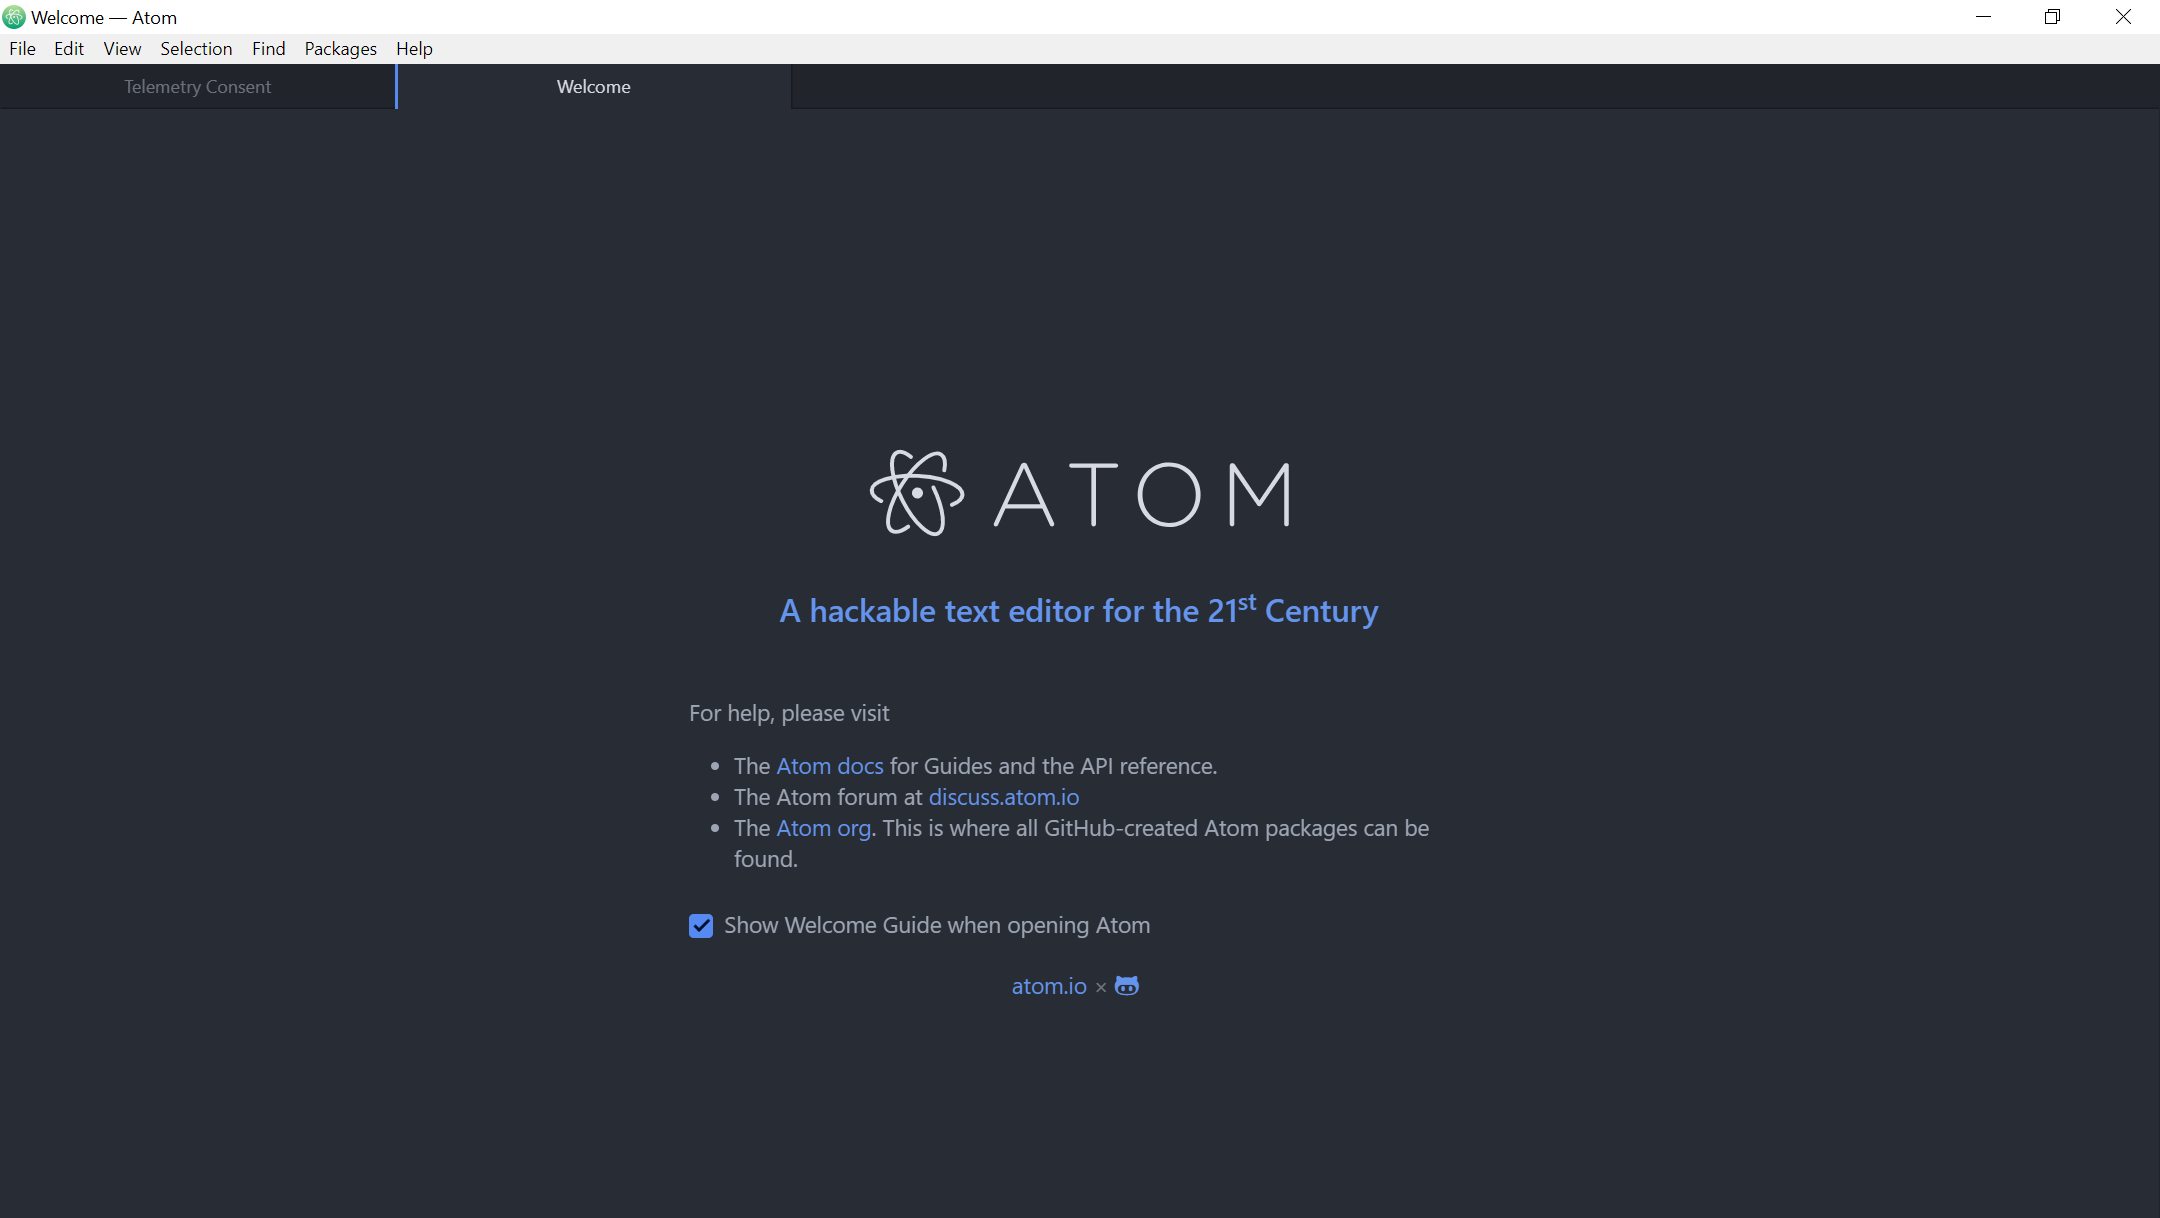 Welcome — Atom
File Edit View Selection Find Packages Help
Telemetry Consent Welcome
ATOM
A hackable text editor for the 21st Century
For help, please visit
• The Atom docs for Guides and the API reference.
• The Atom forum at discuss.atom.io
• The Atom org. This is where all GitHub-created Atom packages can be
found.
Show Welcome Guide when opening Atom
atom.io ×